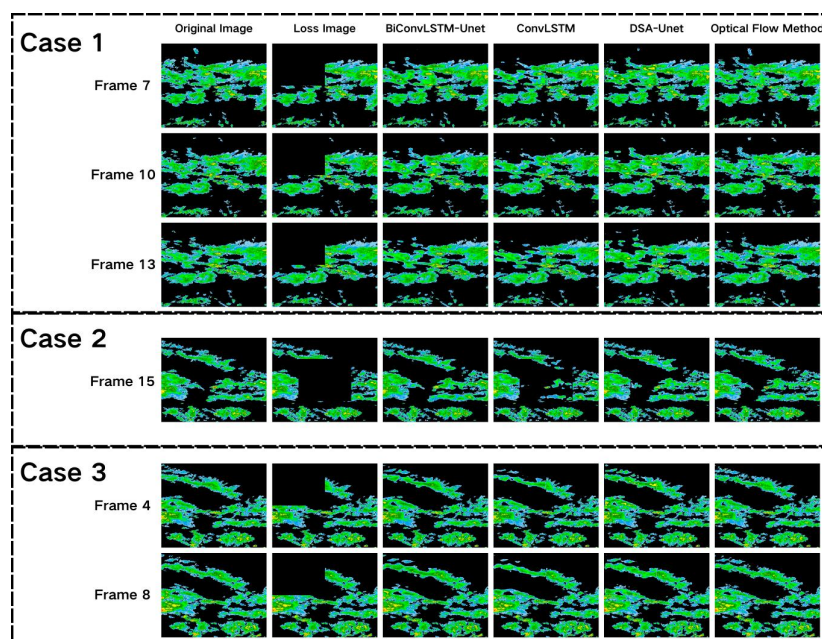 Original Image Loss Image BiConvLSTM-Unet ConvLSTM DSA-Unet Optical Flow Method
Case 1
Frame 7
Frame 10
Frame 13
Case 2
Frame 15
Case 3
Frame 4
Frame 8